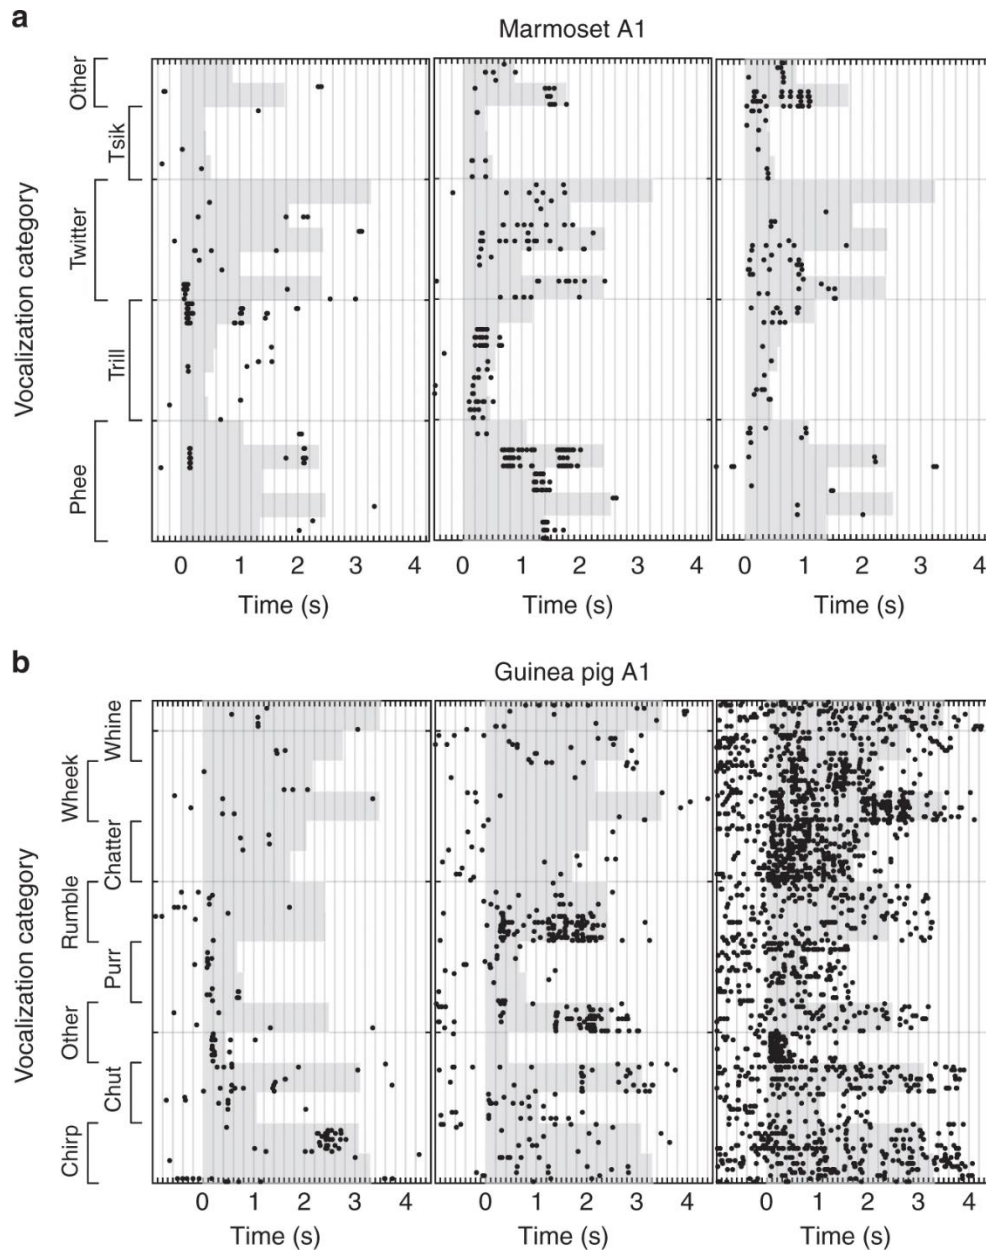 a
Marmoset A1
Vocalization category
Other
Tsik
Twitter
Trill
Phee
0 1 2 3 4 0 1 2 3 4 0 1 2 3 4
Time (s) Time (s) Time (s)
b
Guinea pig A1
Vocalization category
Whine
Wheek
Chatter
Rumble
Purr
Other
Chut
Chirp
0 1 2 3 4 0 1 2 3 4 0 1 2 3 4
Time (s) Time (s) Time (s)